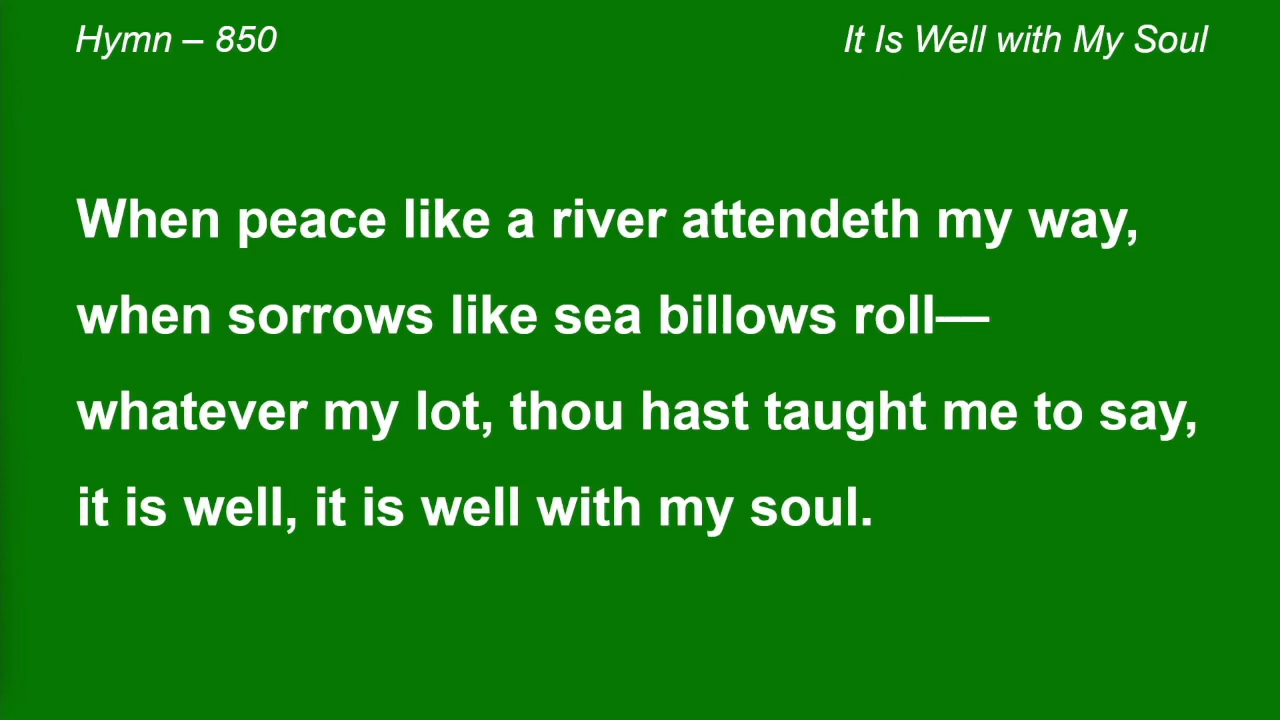 Hymn – 850
It Is Well with My Soul
When peace like a river attendeth my way,
when sorrows like sea billows roll—
whatever my lot, thou hast taught me to say,
it is well, it is well with my soul.